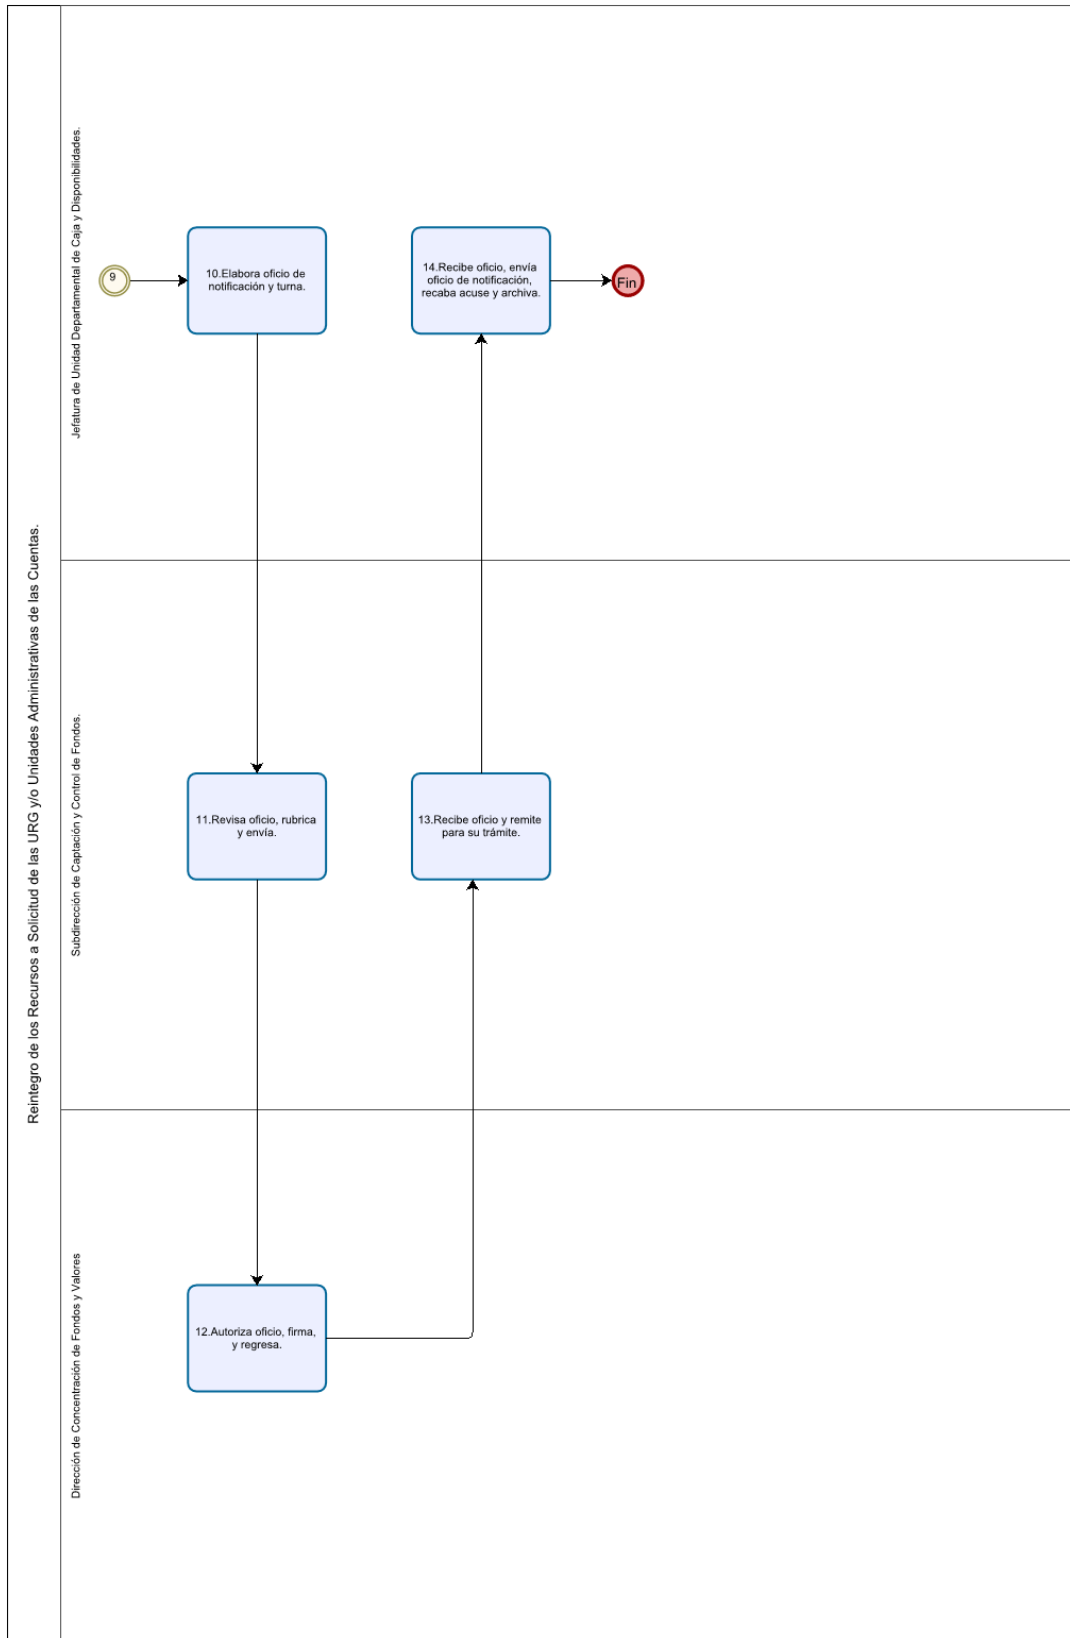 Reintegro de los Recursos a Solicitud de las URG y/o Unidades Administrativas de las Cuentas.
Jefatura de Unidad Departamental de Caja y Disponibilidades.
9
10.Elabora oficio de
notificación y turna.
14.Recibe oficio, envía
oficio de notificación,
recaba acuse y archiva.
Fin
Subdirección de Captación y Control de Fondos.
11.Revisa oficio, rubrica
y envía.
13.Recibe oficio y remite
para su trámite.
Dirección de Concentración de Fondos y Valores
12.Autoriza oficio, firma,
y regresa.